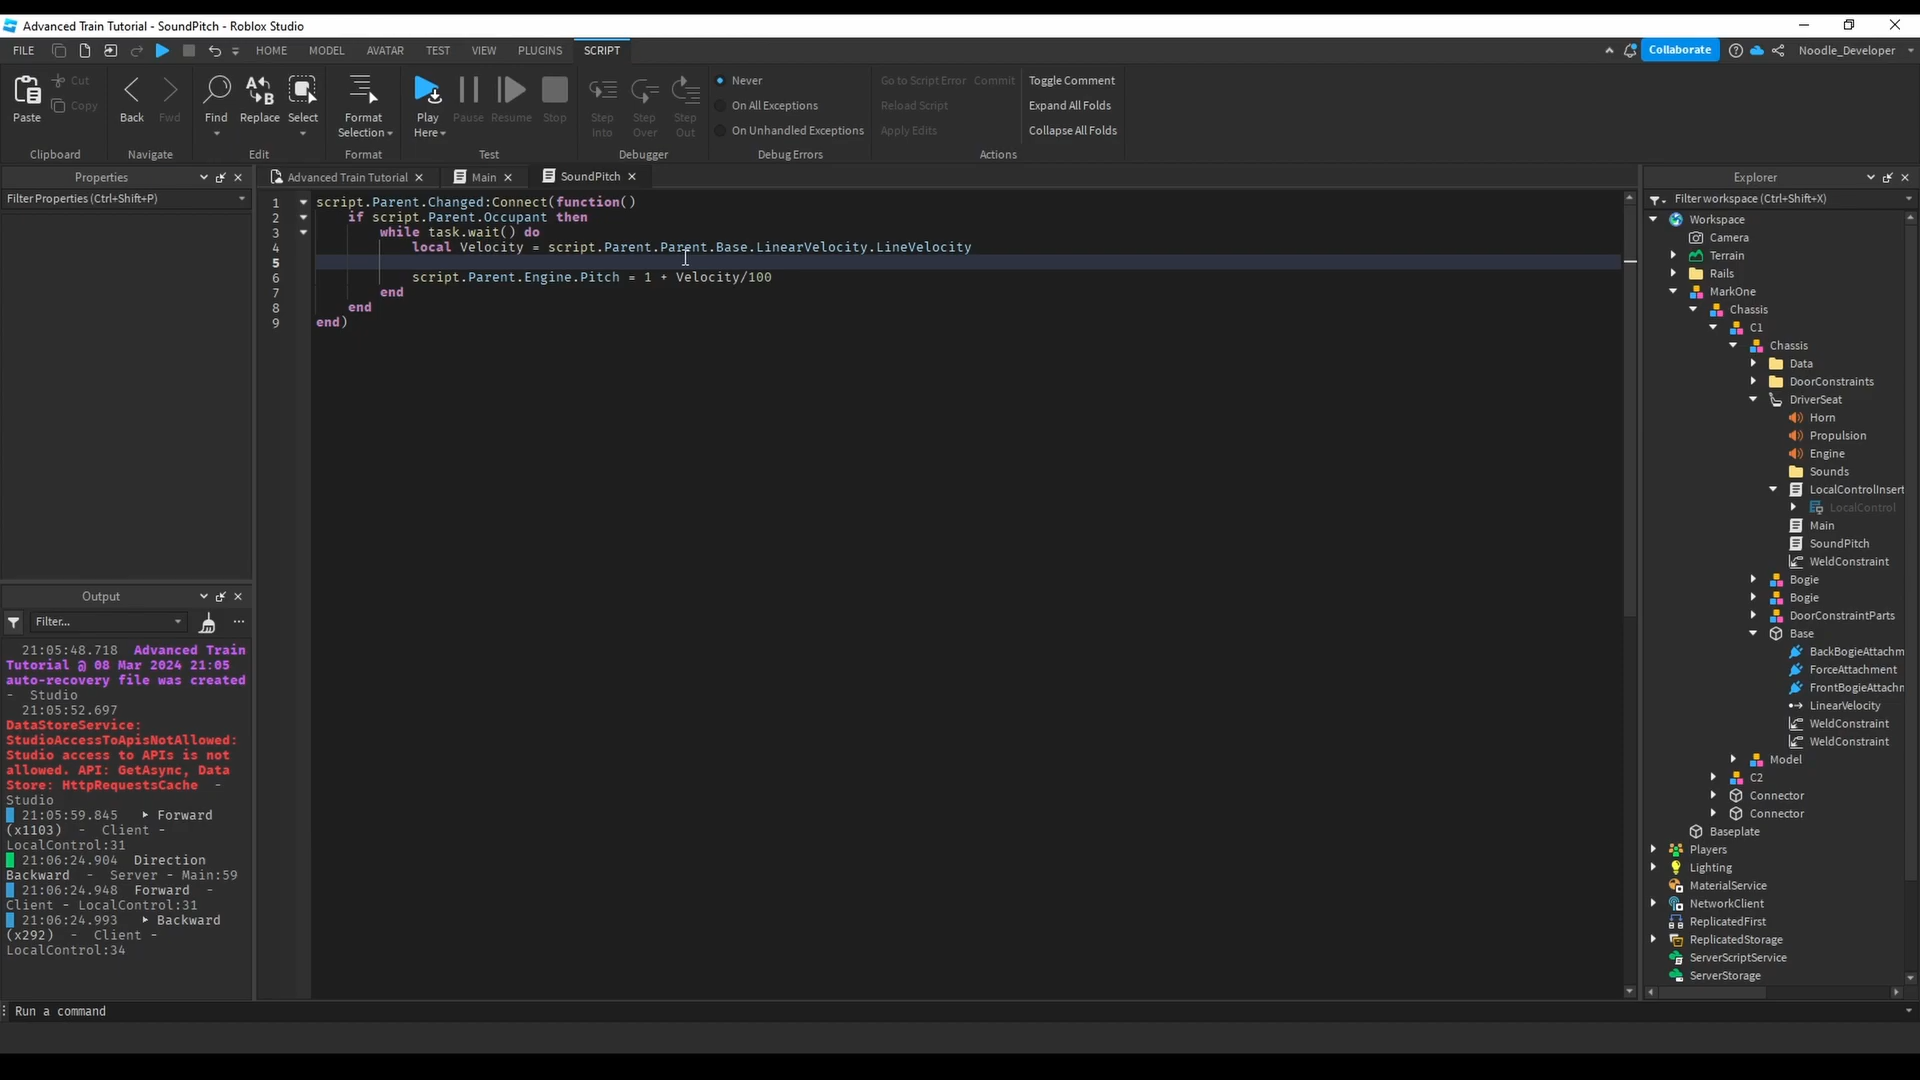 Advanced Train Tutorial - SoundPitch - Roblox Studio
FILE HOME MODEL AVATAR TEST VIEW PLUGINS SCRIPT Collaborate Noodle_Developer
Paste Cut Copy Back Fwd Find Replace Select Format Selection Play Here Pause Resume Stop Step Into Step Over Step Out
Never
On All Exceptions
On Unhandled Exceptions
Go to Script Error Commit
Reload Script
Apply Edits
Toggle Comment
Expand All Folds
Collapse All Folds
Clipboard Navigate Edit Format Test Debugger Debug Errors Actions
Properties
Filter Properties (Ctrl+Shift+P)
Advanced Train Tutorial Main SoundPitch
1 script.Parent.Changed:Connect(function()
2 if script.Parent.Occupant then
3 while task.wait() do
4 local Velocity = script.Parent.Parent.Base.LinearVelocity.LineVelocity
5
6 script.Parent.Engine.Pitch = 1 + Velocity/100
7 end
8 end
9 end)
Output
Filter...
21:05:48.718 Advanced Train
Tutorial @ 08 Mar 2024 21:05
auto-recovery file was created
- Studio
21:05:52.697
DataStoreService:
StudioAccessToApisNotAllowed:
Studio access to APIs is not
allowed. API: GetAsync, Data
Store: HttpRequestsCache -
Studio
21:05:59.845 Forward
(x1103) - Client -
LocalControl:31
21:06:24.904 Direction
Backward - Server - Main:59
21:06:24.948 Forward -
Client - LocalControl:31
21:06:24.993 Backward
(x292) - Client -
LocalControl:34
Explorer
Filter workspace (Ctrl+Shift+X)
Workspace
Camera
Terrain
Rails
MarkOne
Chassis
C1
Chassis
Data
DoorConstraints
DriverSeat
Horn
Propulsion
Engine
Sounds
LocalControlInsert
LocalControl
Main
SoundPitch
WeldConstraint
Bogie
Bogie
DoorConstraintParts
Base
BackBogieAttachm
ForceAttachment
FrontBogieAttachn
LinearVelocity
WeldConstraint
WeldConstraint
Model
C2
Connector
Connector
Baseplate
Players
Lighting
MaterialService
NetworkClient
ReplicatedFirst
ReplicatedStorage
ServerScriptService
ServerStorage
Run a command